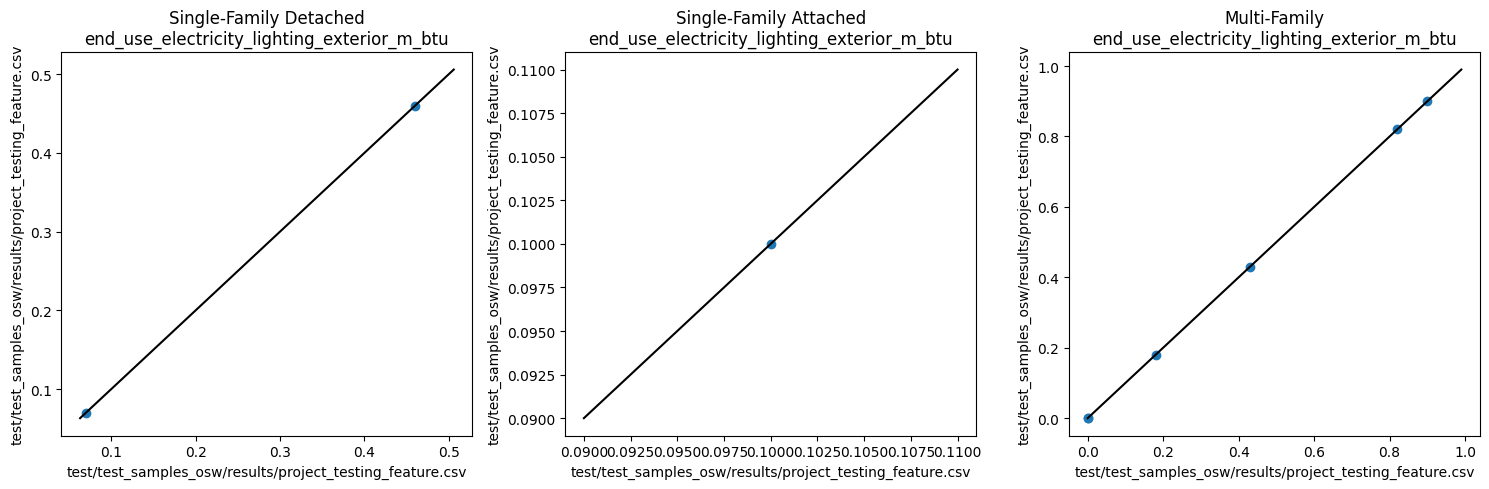 Single-Family Detached
end_use_electricity_lighting_exterior_m_btu
test/test_samples_osw/results/project_testing_feature.csv
0.5
0.4
0.3
0.2
0.1
0.1 0.2 0.3 0.4 0.5
test/test_samples_osw/results/project_testing_feature.csv
Single-Family Attached
end_use_electricity_lighting_exterior_m_btu
test/test_samples_osw/results/project_testing_feature.csv
0.1100
0.1075
0.1050
0.1025
0.1000
0.0975
0.0950
0.0925
0.0900
0.0900 0.0925 0.0950 0.0975 0.1000 0.1025 0.1050 0.1075 0.1100
test/test_samples_osw/results/project_testing_feature.csv
Multi-Family
end_use_electricity_lighting_exterior_m_btu
test/test_samples_osw/results/project_testing_feature.csv
1.0
0.8
0.6
0.4
0.2
0.0
0.0 0.2 0.4 0.6 0.8 1.0
test/test_samples_osw/results/project_testing_feature.csv